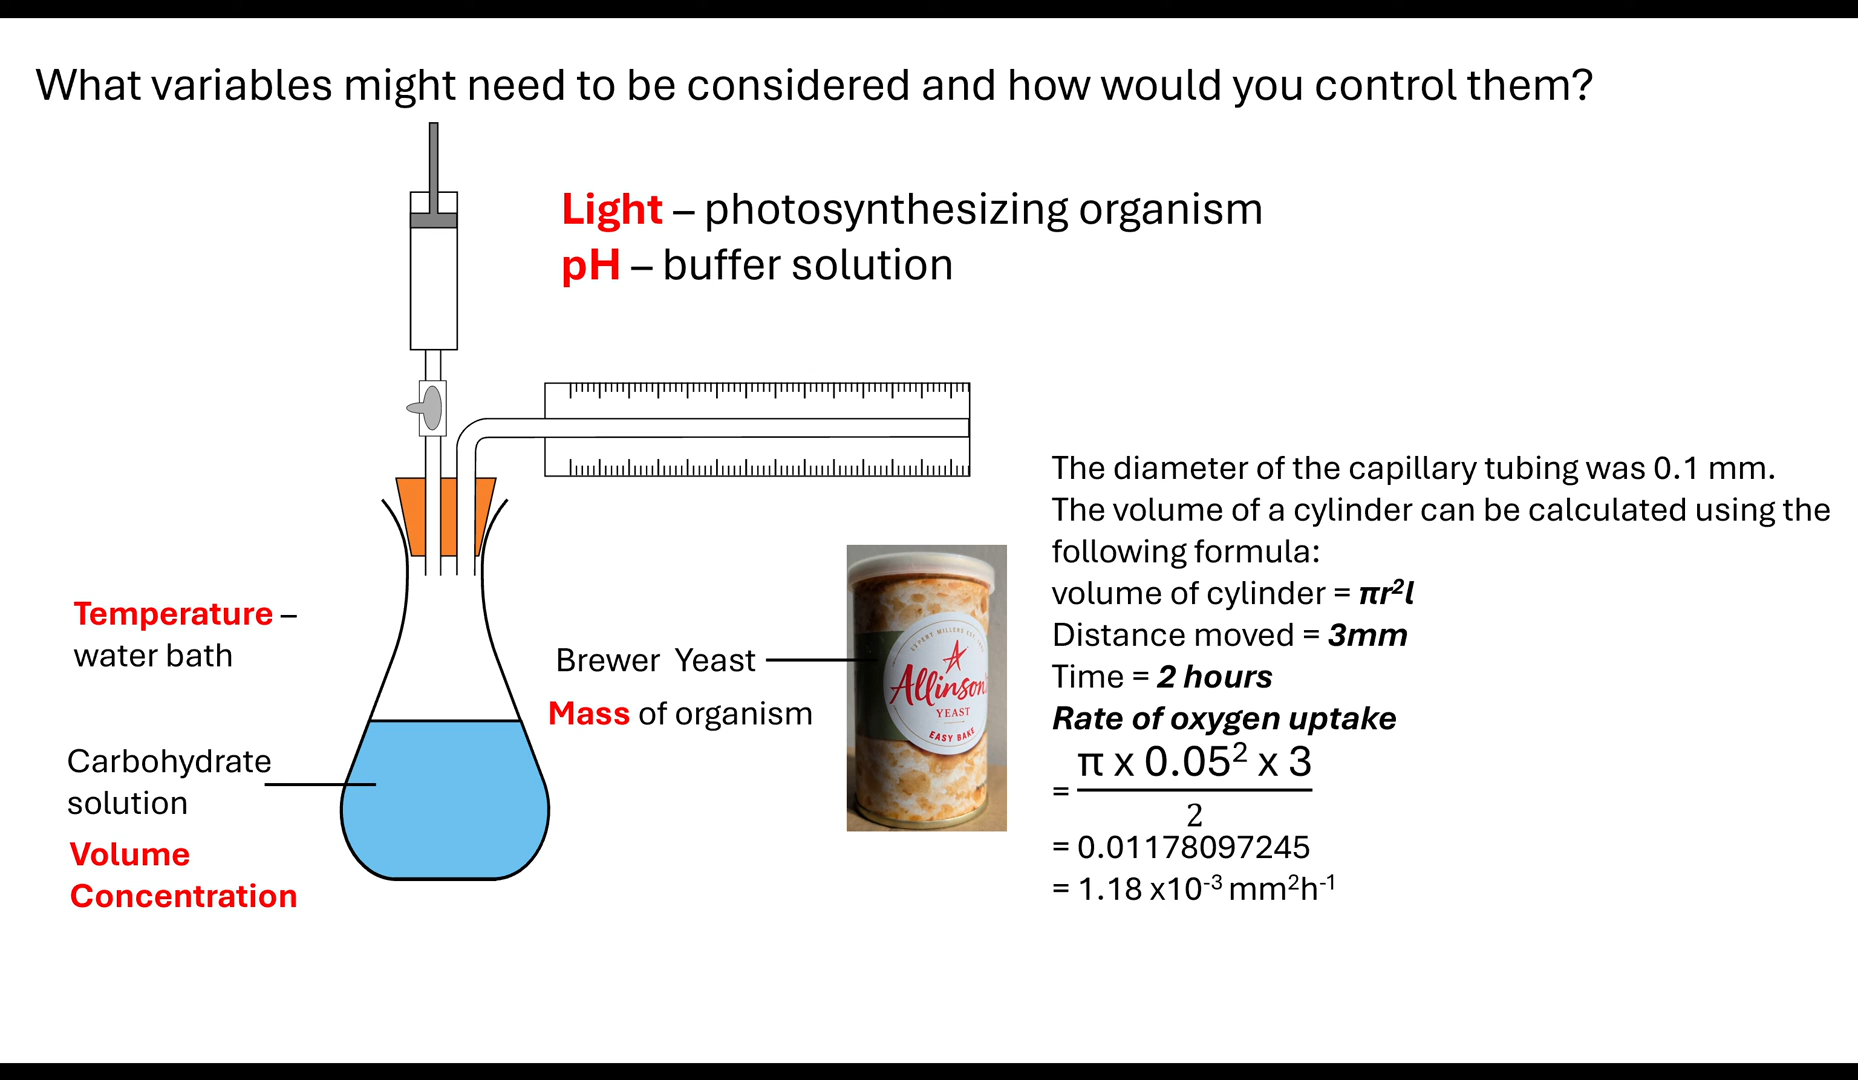 What variables might need to be considered and how would you control them?
Light – photosynthesizing organism
pH – buffer solution
Temperature –
water bath
Carbohydrate
solution
Volume
Concentration
Brewer Yeast
Mass of organism
EXPERT MILLERS EST.
Allinson's
YEAST
EASY BAKE
The diameter of the capillary tubing was 0.1 mm.
The volume of a cylinder can be calculated using the
following formula:
volume of cylinder = πr²l
Distance moved = 3mm
Time = 2 hours
Rate of oxygen uptake
= π x 0.05² x 3
2
= 0.01178097245
= 1.18 x10⁻³ mm²h⁻¹